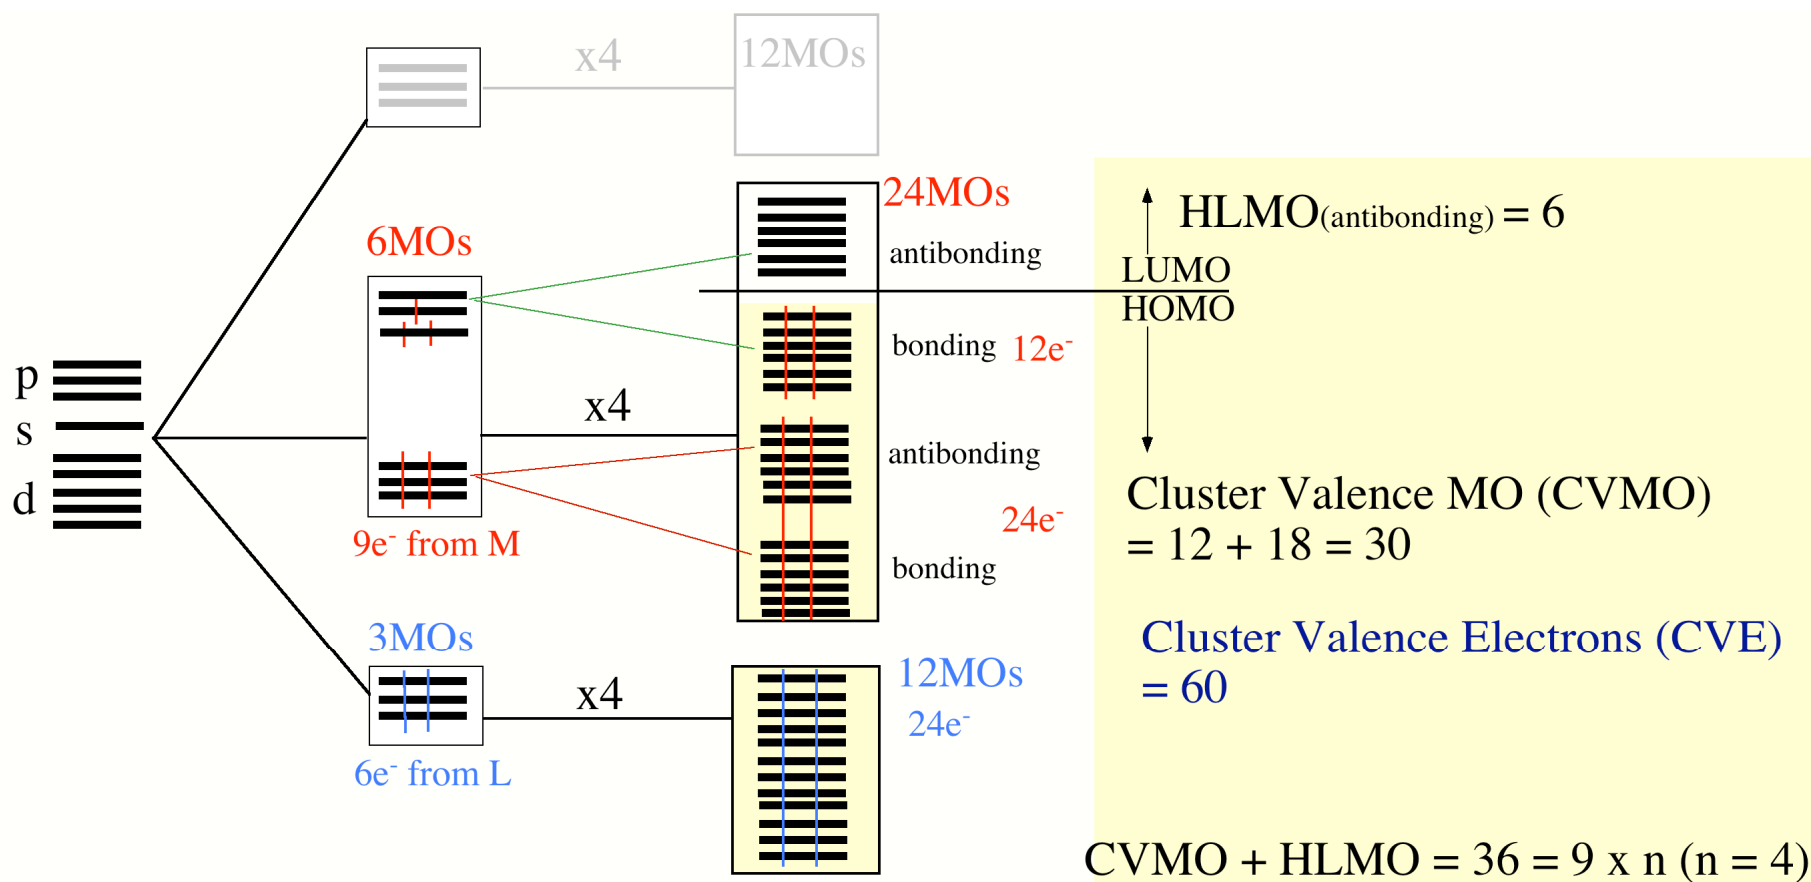 x4
12MOs
24MOs
6MOs
antibonding
HLMO(antibonding) = 6
LUMO
HOMO
bonding 12e⁻
p
s
d
x4
antibonding
24e⁻
bonding
9e⁻ from M
Cluster Valence MO (CVMO)
= 12 + 18 = 30
3MOs
x4
12MOs
24e⁻
6e⁻ from L
Cluster Valence Electrons (CVE)
= 60
CVMO + HLMO = 36 = 9 x n (n = 4)